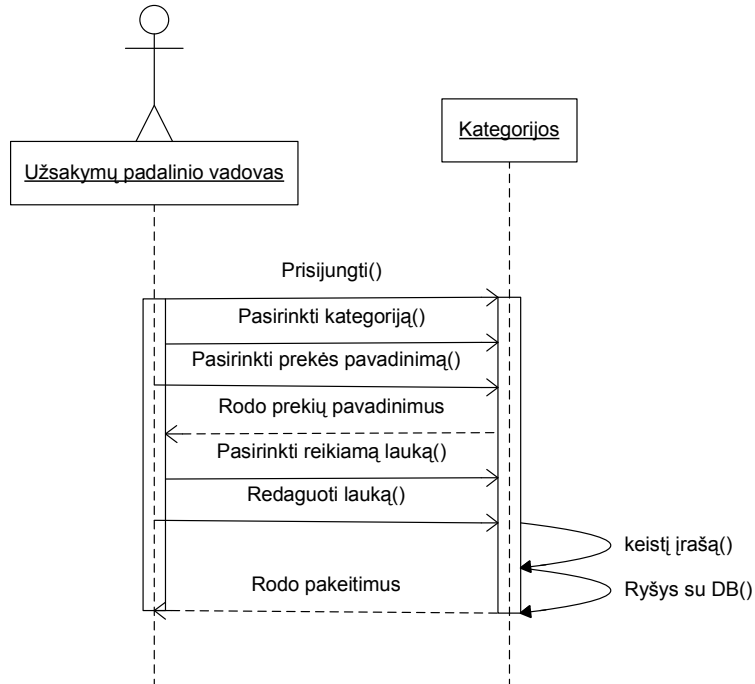 Kategorijos
Užsakymų padalinio vadovas
Prisijungti()
Pasirinkti kategoriją()
Pasirinkti prekės pavadinimą()
Rodo prekių pavadinimus
Pasirinkti reikiamą lauką()
Redaguoti lauką()
keistį įrašą()
Rodo pakeitimus
Ryšys su DB()